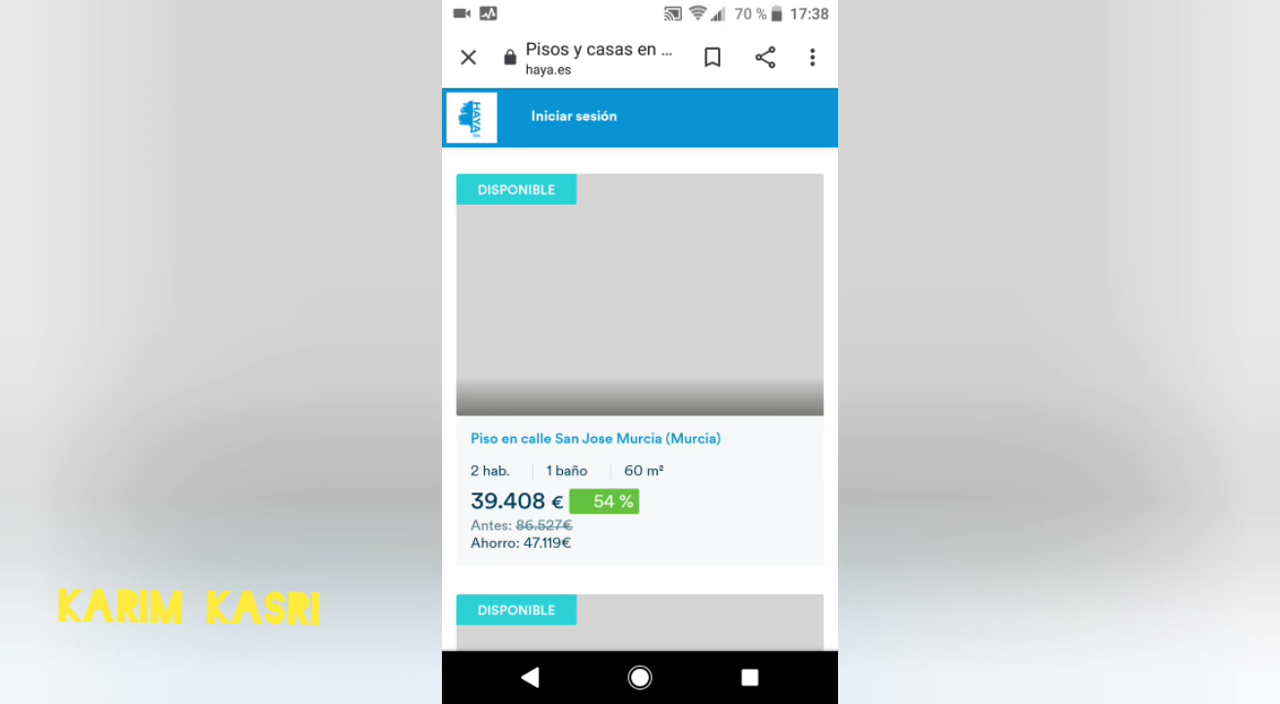 70 % 17:38
Pisos y casas en ...
haya.es
HAYA
Iniciar sesión
DISPONIBLE
Piso en calle San Jose Murcia (Murcia)
2 hab. 1 baño 60 m²
39.408 € 54 %
Antes: 86.527€
Ahorro: 47.119€
DISPONIBLE
KARIM KASRI